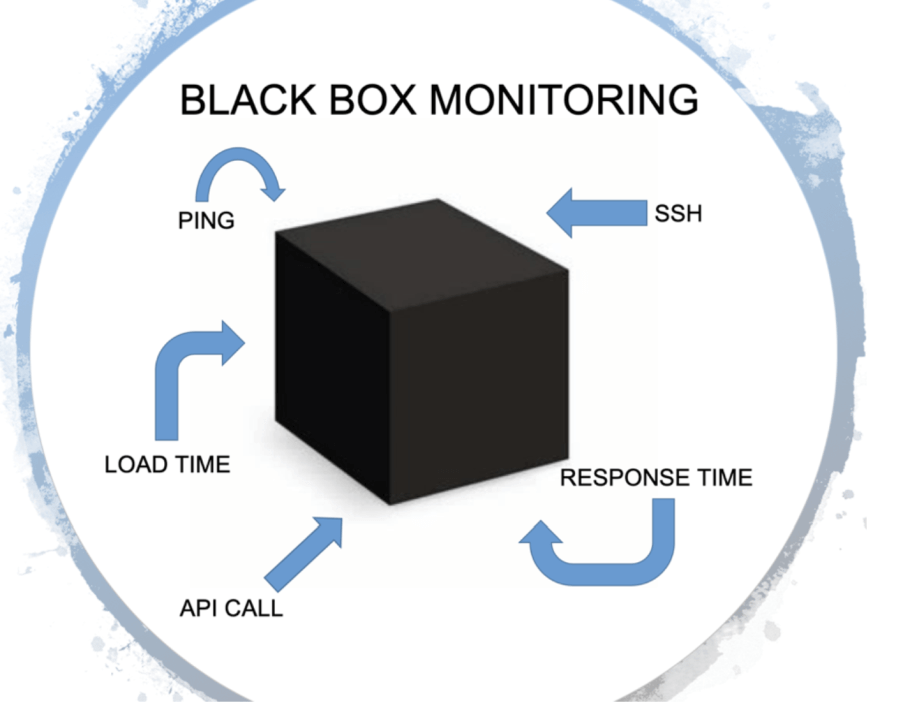 BLACK BOX MONITORING
PING
SSH
LOAD TIME
RESPONSE TIME
API CALL